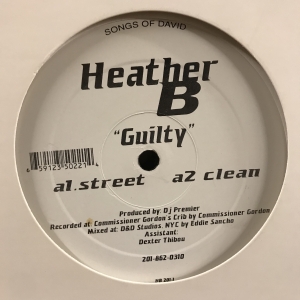 SONGS OF DAVID
Heather
B
"Guilty"
a1.street a2 clean
Produced by: Dj Premier
Recorded at: Commissioner Gordon's Crib by Commissioner Gordon
Mixed at: D&D Studios, NYC by Eddie Sancho
Assistant:
Dexter Thibou
201-862-0310